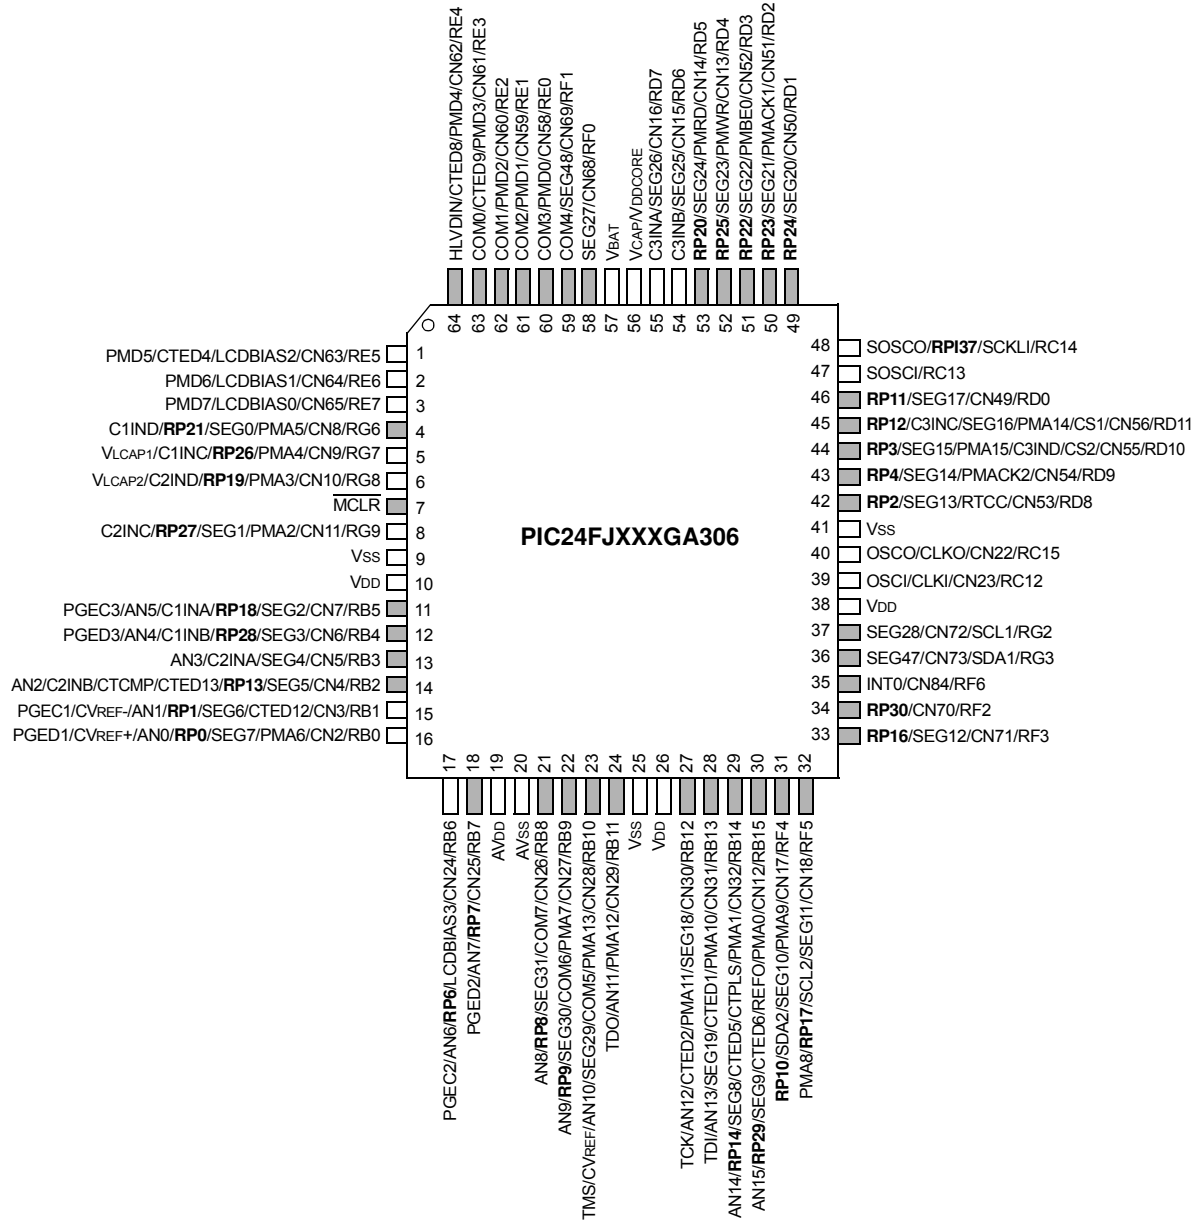 HLVDIN/CTED8/PMD4/CN62/RE4
COM0/CTED9/PMD3/CN61/RE3
COM1/PMD2/CN60/RE2
COM2/PMD1/CN59/RE1
COM3/PMD0/CN58/RE0
COM4/SEG48/CN69/RF1
SEG27/CN68/RF0
VBAT
VCAP/VDDCORE
C3INA/SEG26/CN16/RD7
C3INB/SEG25/CN15/RD6
RP20/SEG24/PMRD/CN14/RD5
RP25/SEG23/PMWR/CN13/RD4
RP22/SEG22/PMBE0/CN52/RD3
RP23/SEG21/PMACK1/CN51/RD2
RP24/SEG20/CN50/RD1
64 63 62 61 60 59 58 57 56 55 54 53 52 51 50 49
PMD5/CTED4/LCDBIAS2/CN63/RE5 1
PMD6/LCDBIAS1/CN64/RE6 2
PMD7/LCDBIAS0/CN65/RE7 3
C1IND/RP21/SEG0/PMA5/CN8/RG6 4
VLCAP1/C1INC/RP26/PMA4/CN9/RG7 5
VLCAP2/C2IND/RP19/PMA3/CN10/RG8 6
MCLR 7
C2INC/RP27/SEG1/PMA2/CN11/RG9 8
VSS 9
VDD 10
PGEC3/AN5/C1INA/RP18/SEG2/CN7/RB5 11
PGED3/AN4/C1INB/RP28/SEG3/CN6/RB4 12
AN3/C2INA/SEG4/CN5/RB3 13
AN2/C2INB/CTCMP/CTED13/RP13/SEG5/CN4/RB2 14
PGEC1/CVREF-/AN1/RP1/SEG6/CTED12/CN3/RB1 15
PGED1/CVREF+/AN0/RP0/SEG7/PMA6/CN2/RB0 16
PIC24FJXXXGA306
48 SOSCO/RPI37/SCKLI/RC14
47 SOSCI/RC13
46 RP11/SEG17/CN49/RD0
45 RP12/C3INC/SEG16/PMA14/CS1/CN56/RD11
44 RP3/SEG15/PMA15/C3IND/CS2/CN55/RD10
43 RP4/SEG14/PMACK2/CN54/RD9
42 RP2/SEG13/RTCC/CN53/RD8
41 VSS
40 OSCO/CLKO/CN22/RC15
39 OSCI/CLKI/CN23/RC12
38 VDD
37 SEG28/CN72/SCL1/RG2
36 SEG47/CN73/SDA1/RG3
35 INT0/CN84/RF6
34 RP30/CN70/RF2
33 RP16/SEG12/CN71/RF3
17 18 19 20 21 22 23 24 25 26 27 28 29 30 31 32
PGEC2/AN6/RP6/LCDBIAS3/CN24/RB6
PGED2/AN7/RP7/CN25/RB7
AVDD
AVSS
AN8/RP8/SEG31/COM7/CN26/RB8
AN9/RP9/SEG30/COM6/PMA7/CN27/RB9
TMS/CVREF/AN10/SEG29/COM5/PMA13/CN28/RB10
TDO/AN11/PMA12/CN29/RB11
VSS
VDD
TCK/AN12/CTED2/PMA11/SEG18/CN30/RB12
TDI/AN13/SEG19/CTED1/PMA10/CN31/RB13
AN14/RP14/SEG8/CTED5/CTPLS/PMA1/CN32/RB14
AN15/RP29/SEG9/CTED6/REFO/PMA0/CN12/RB15
RP10/SDA2/SEG10/PMA9/CN17/RF4
PMA8/RP17/SCL2/SEG11/CN18/RF5